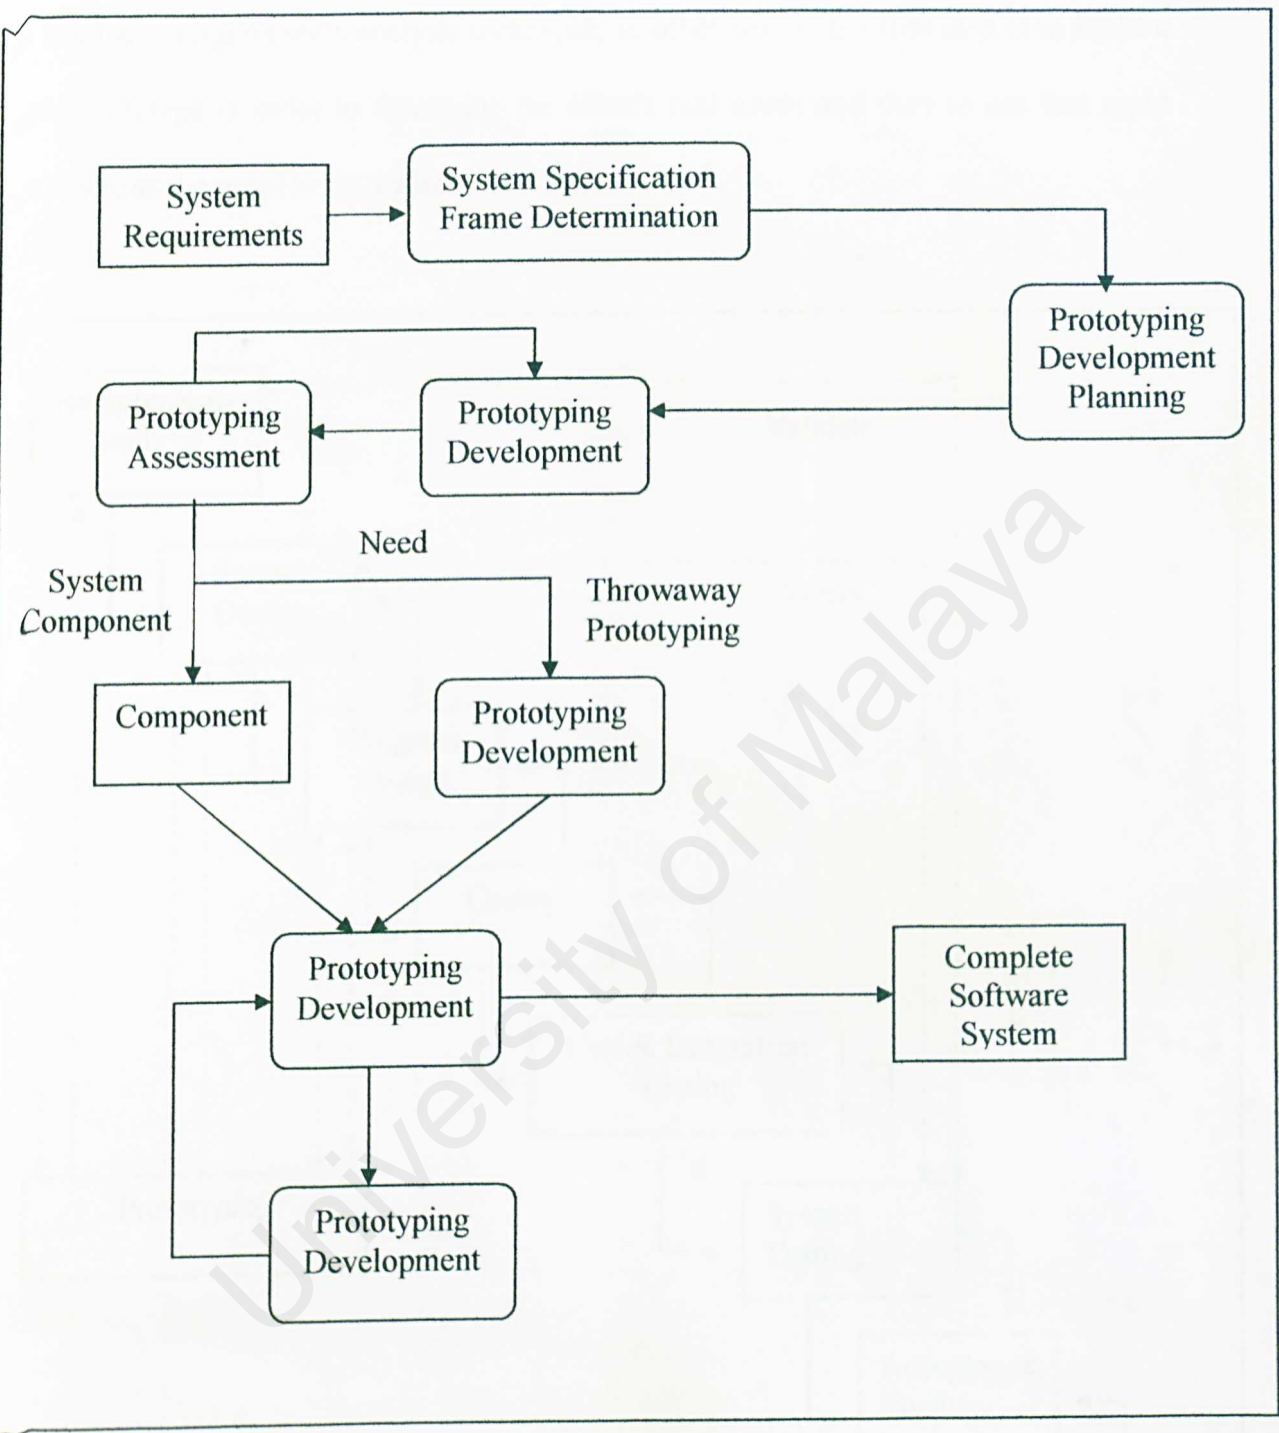 System
Requirements
System Specification
Frame Determination
Prototyping
Development
Planning
Prototyping
Assessment
Prototyping
Development
Need
System
Component
Throwaway
Prototyping
Component
Prototyping
Development
Prototyping
Development
Complete
Software
System
Prototyping
Development
University of Malaya